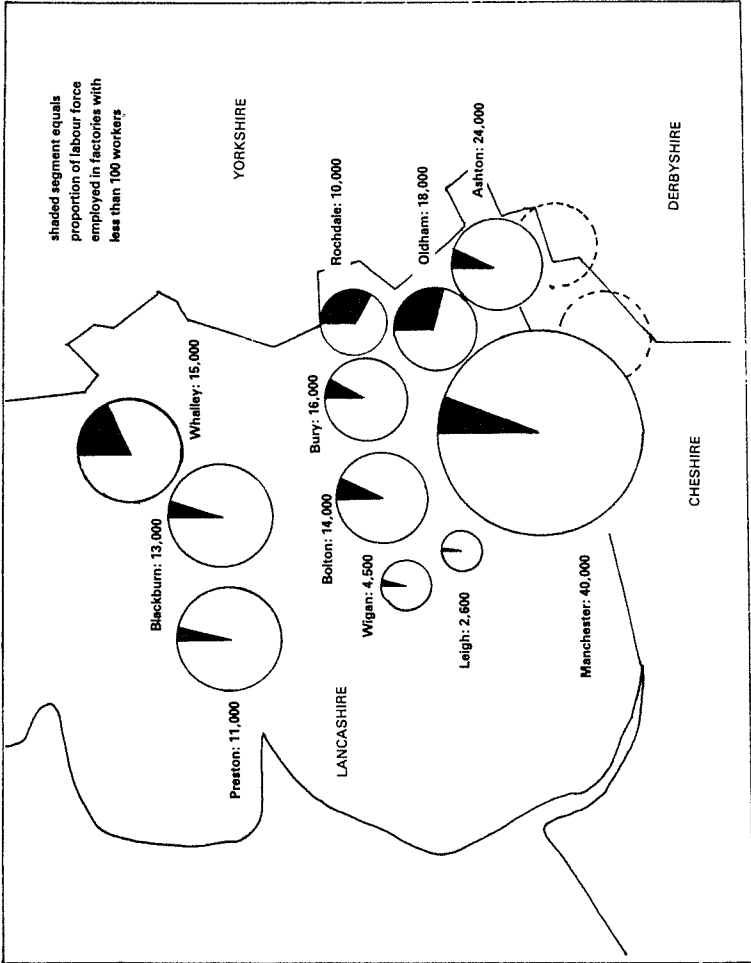 shaded segment equals
proportion of labour force
employed in factories with
less than 100 workers
YORKSHIRE
Whalley: 15,000
Blackburn: 13,000
Preston: 11,000
Rochdale: 10,000
Bury: 16,000
Oldham: 18,000
Bolton: 14,000
Ashton: 24,000
Wigan: 4,500
Leigh: 2,600
LANCASHIRE
Manchester: 40,000
DERBYSHIRE
CHESHIRE